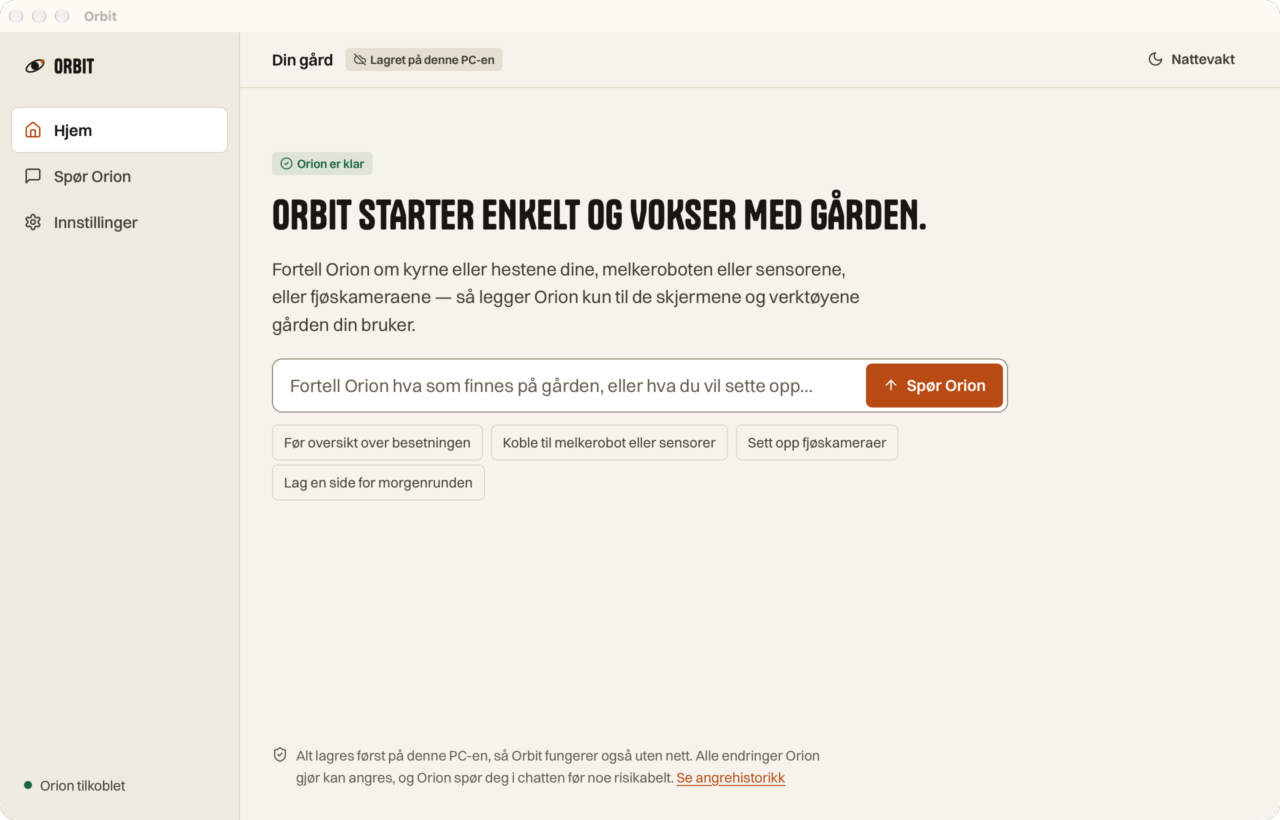 Orbit
ORBIT
Hjem
Spør Orion
Innstillinger
Orion tilkoblet
Din gård
Lagret på denne PC-en
Nattevakt
Orion er klar
ORBIT STARTER ENKELT OG VOKSER MED GÅRDEN.
Fortell Orion om kyrne eller hestene dine, melkeroboten eller sensorene,
eller fjøskameraene — så legger Orion kun til de skjermene og verktøyene
gården din bruker.
Fortell Orion hva som finnes på gården, eller hva du vil sette opp...
Spør Orion
Før oversikt over besetningen
Koble til melkerobot eller sensorer
Sett opp fjøskameraer
Lag en side for morgenrunden
Alt lagres først på denne PC-en, så Orbit fungerer også uten nett. Alle endringer Orion
gjør kan angres, og Orion spør deg i chatten før noe risikabelt. Se angrehistorikk